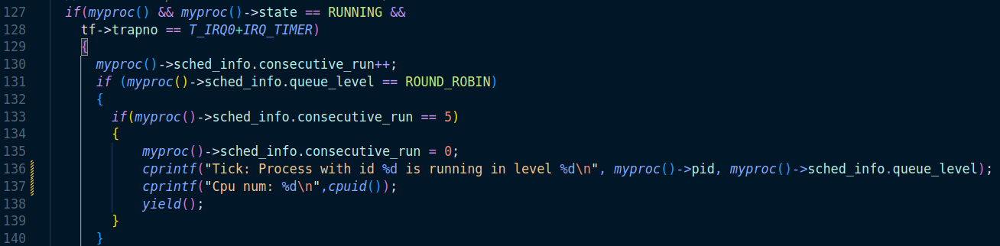 127 if(myproc() && myproc()->state == RUNNING &&
128 tf->trapno == T_IRQ0+IRQ_TIMER)
129 {
130 myproc()->sched_info.consecutive_run++;
131 if (myproc()->sched_info.queue_level == ROUND_ROBIN)
132 {
133 if(myproc()->sched_info.consecutive_run == 5)
134 {
135 myproc()->sched_info.consecutive_run = 0;
136 cprintf("Tick: Process with id %d is running in level %d\n", myproc()->pid, myproc()->sched_info.queue_level);
137 cprintf("Cpu num: %d\n",cpuid());
138 yield();
139 }
140 }